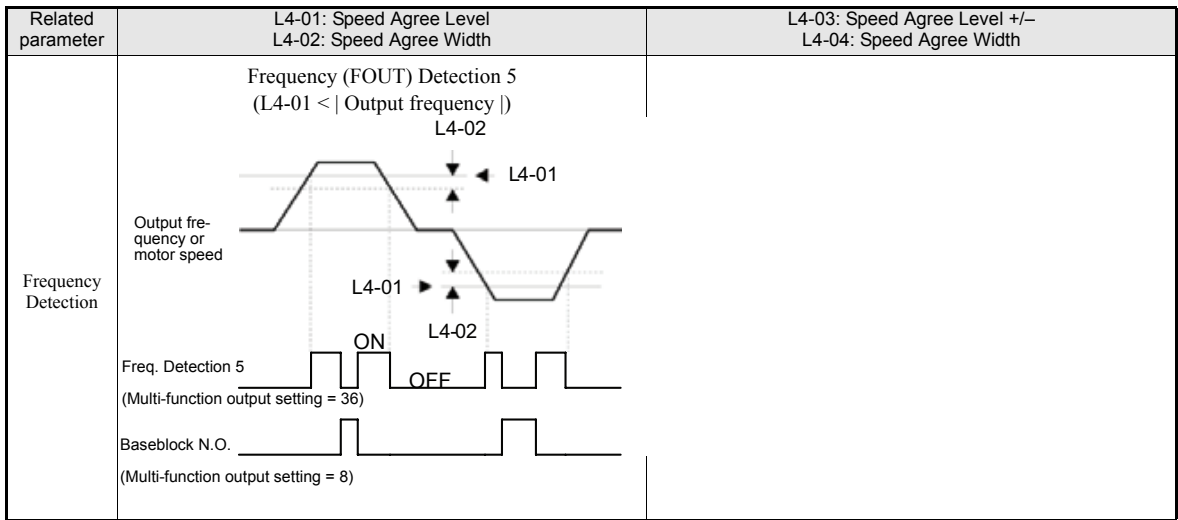 Related
parameter
L4-01: Speed Agree Level
L4-02: Speed Agree Width
L4-03: Speed Agree Level +/–
L4-04: Speed Agree Width
Frequency
Detection
Frequency (FOUT) Detection 5
(L4-01 < | Output frequency |)
L4-02
L4-01
Output fre-
quency or
motor speed
L4-01
L4-02
ON
Freq. Detection 5
OFF
(Multi-function output setting = 36)
Baseblock N.O.
(Multi-function output setting = 8)